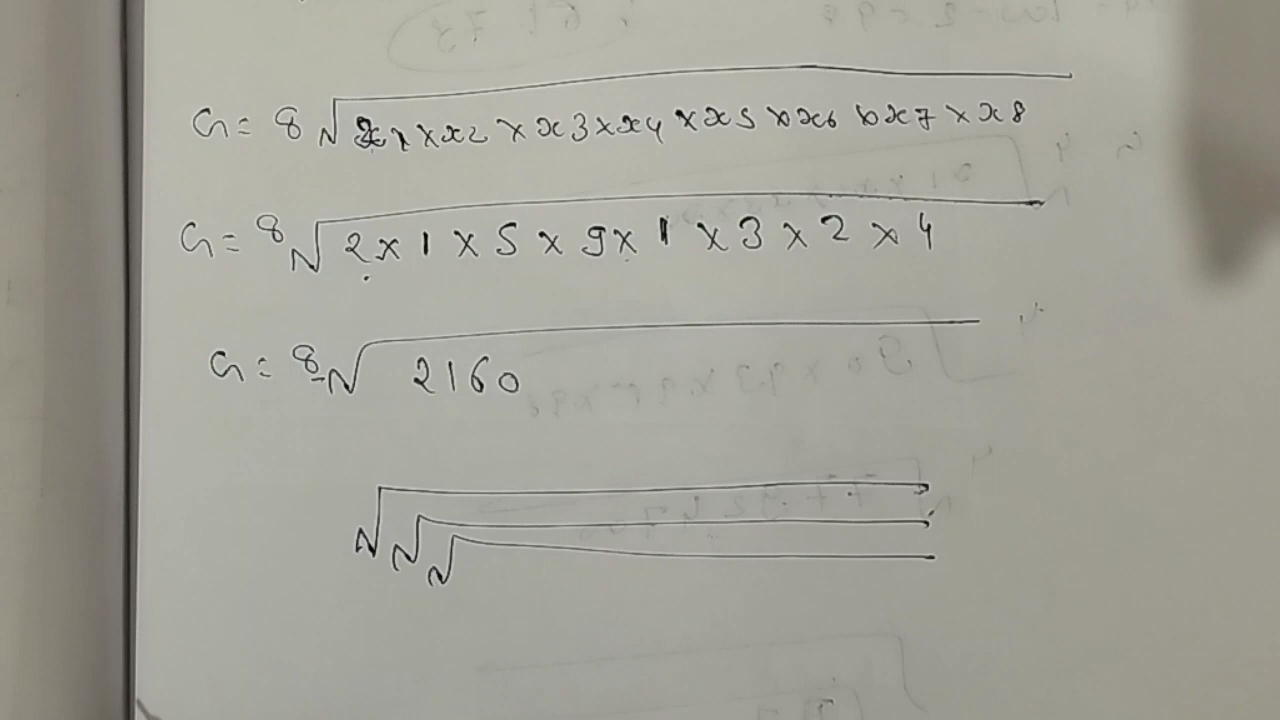 G = 8√x1 × x2 × x3 × x4 × x5 × x6 × x7 × x8
G = 8√2 × 1 × 5 × 9 × 1 × 3 × 2 × 4
G = 8√2160
√√√